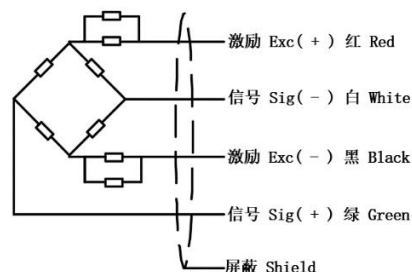 激励 Exc( + ) 红 Red
信号 Sig( - ) 白 White
激励 Exc( - ) 黑 Black
信号 Sig( + ) 绿 Green
屏蔽 Shield